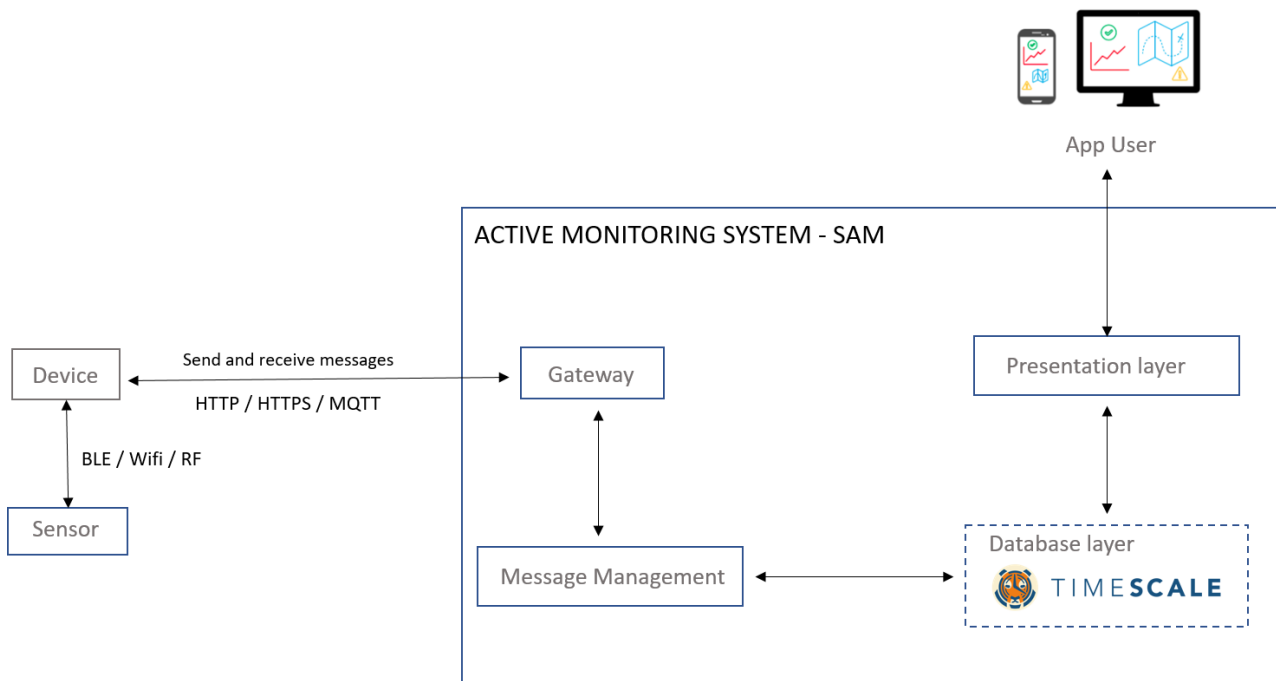 App User
ACTIVE MONITORING SYSTEM - SAM
Send and receive messages
Device
Gateway
Presentation layer
HTTP / HTTPS / MQTT
BLE / Wifi / RF
Sensor
Database layer
Message Management
TIMESCALE